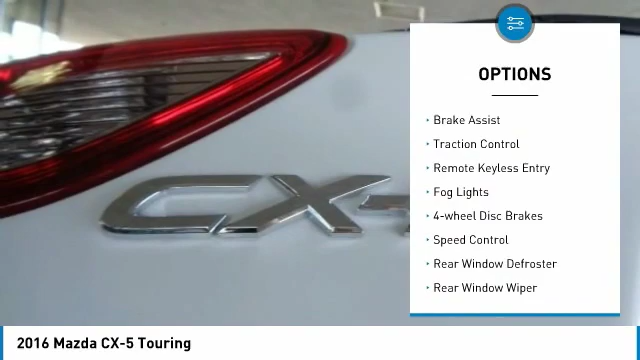 OPTIONS
Brake Assist
Traction Control
Remote Keyless Entry
Fog Lights
4-wheel Disc Brakes
Speed Control
Rear Window Defroster
Rear Window Wiper
CX-
2016 Mazda CX-5 Touring